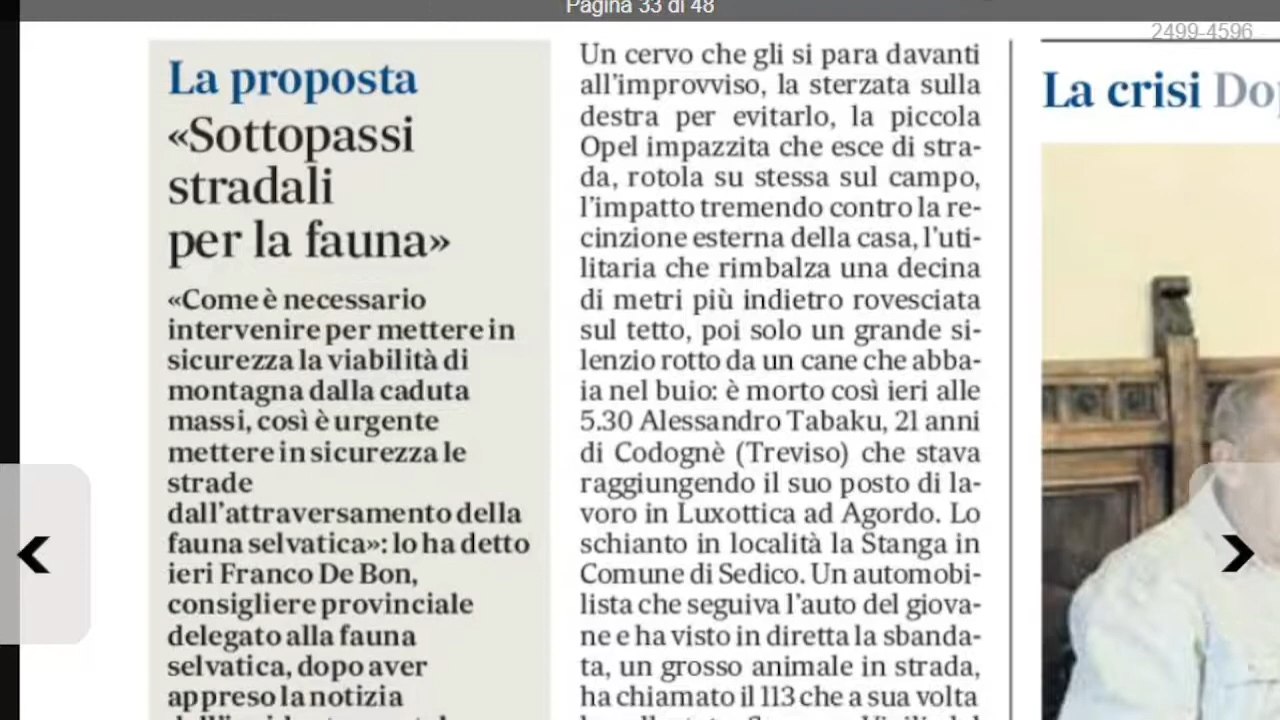 Pagina 33 di 48
2499-4596
La proposta
«Sottopassi
stradali
per la fauna»
«Come è necessario
intervenire per mettere in
sicurezza la viabilità di
montagna dalla caduta
massi, così è urgente
mettere in sicurezza le
strade
dall'attraversamento della
fauna selvatica»: lo ha detto
ieri Franco De Bon,
consigliere provinciale
delegato alla fauna
selvatica, dopo aver
appreso la notizia
Un cervo che gli si para davanti
all'improvviso, la sterzata sulla
destra per evitarlo, la piccola
Opel impazzita che esce di stra-
da, rotola su stessa sul campo,
l'impatto tremendo contro la re-
cinzione esterna della casa, l'uti-
litaria che rimbalza una decina
di metri più indietro rovesciata
sul tetto, poi solo un grande si-
lenzio rotto da un cane che abba-
ia nel buio: è morto così ieri alle
5.30 Alessandro Tabaku, 21 anni
di Codognè (Treviso) che stava
raggiungendo il suo posto di la-
voro in Luxottica ad Agordo. Lo
schianto in località la Stanga in
Comune di Sedico. Un automobi-
lista che seguiva l'auto del giova-
ne e ha visto in diretta la sbanda-
ta, un grosso animale in strada,
ha chiamato il 113 che a sua volta
La crisi